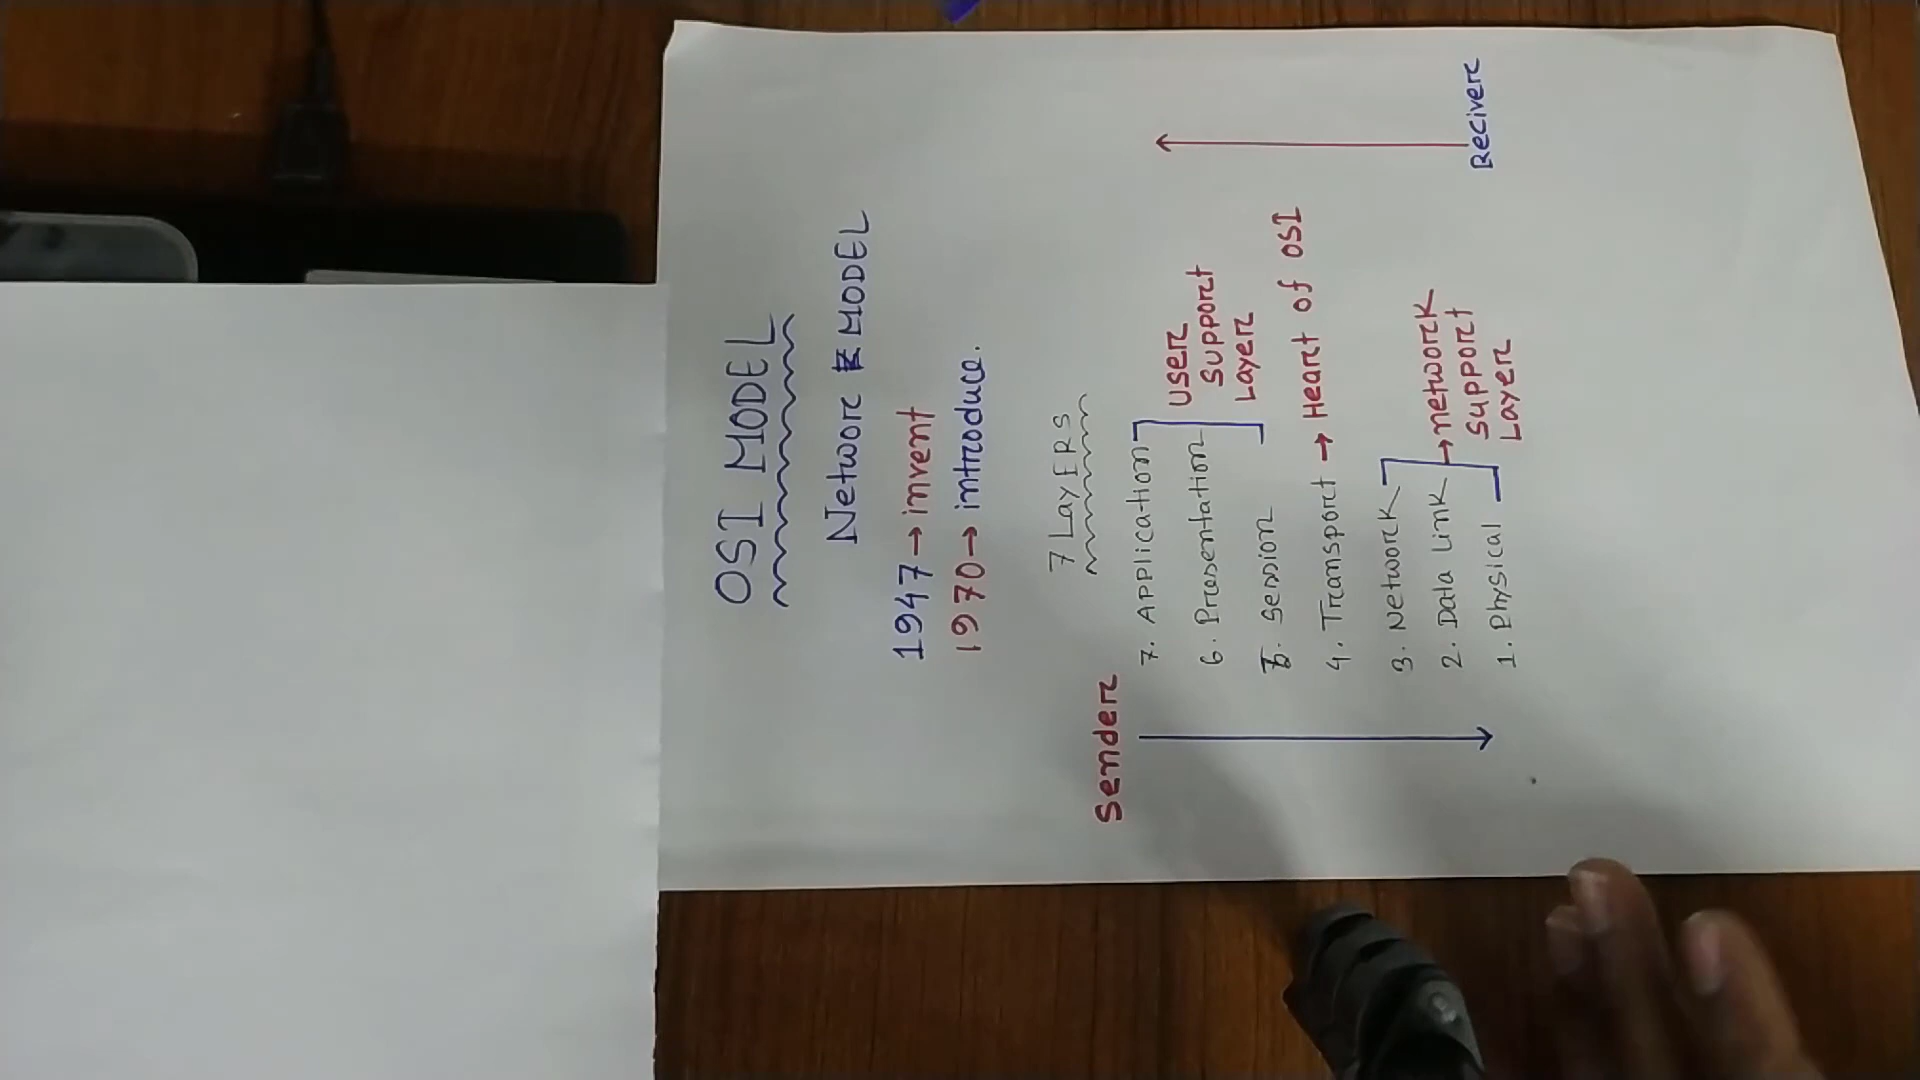 OSI MODEL
Network MODEL
1947 → invent
1970 → introduce.
7 LayERS
Sender
7. Application
6. Presentation
5. Session
User
Support
Layer
4. Transport → Heart of OSI
3. Network
2. Data Link
1. Physical
→ network
Support
Layer
Reciver